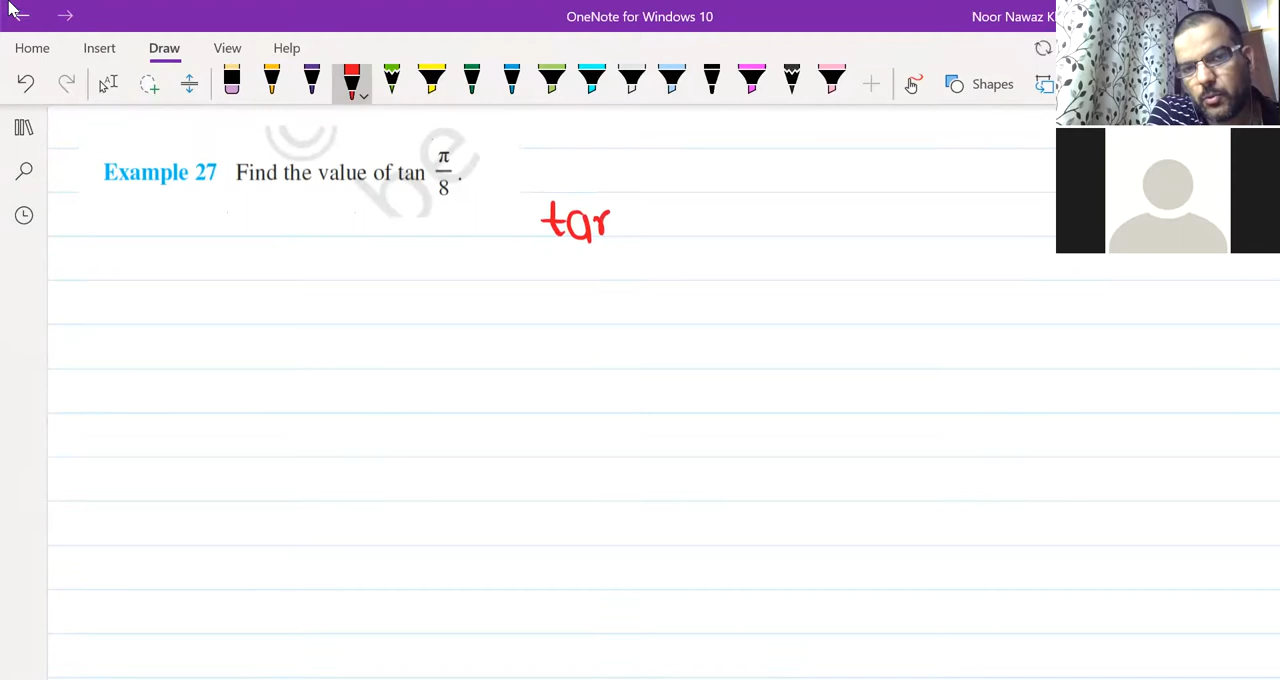 OneNote for Windows 10
Noor Nawaz K
Home Insert Draw View Help
Shapes
Example 27 Find the value of tan π/8.
be
tar